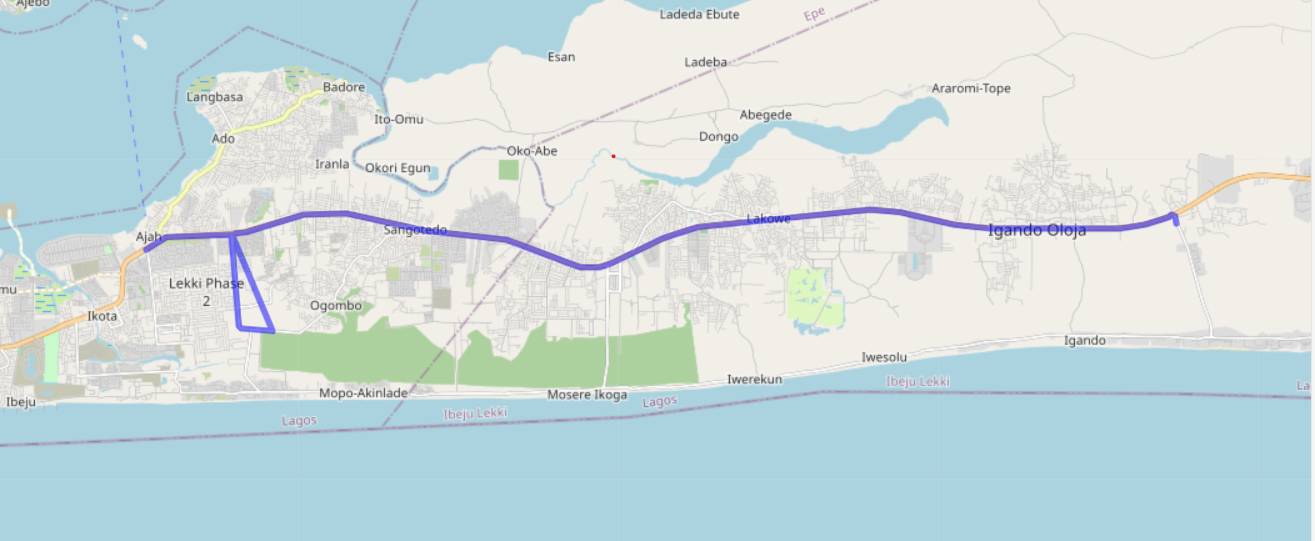 Ajebo
Ladeda Ebute
Epe
Esan
Ladeba
Badore
Langbasa
Araromi-Tope
Ito-Omu
Abegede
Ado
Dongo
Oko-Abe
Iranla
Okori Egun
Lakowe
Ajah
Sangotedo
Igando Oloja
Lekki Phase
2
mu
Ogombo
Ikota
Igando
Iwesolu
Iwerekun
Ibeju Lekki
La
Mopo-Akinlade
Mosere Ikoga
Ibeju
Lagos
Ibeju Lekki
Lagos